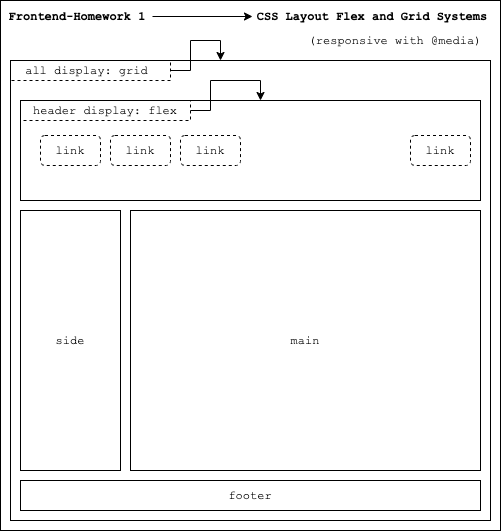 Frontend-Homework 1 CSS Layout Flex and Grid Systems
(responsive with @media)
all display: grid
header display: flex
link link link link
side main
footer